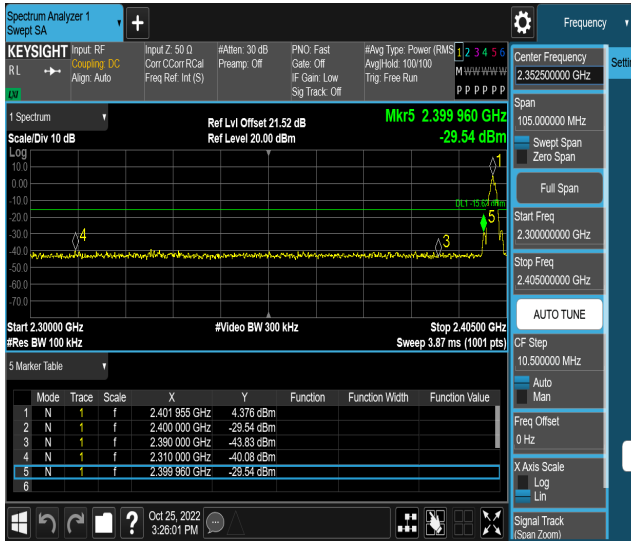 Spectrum Analyzer 1
Swept SA
Frequency
KEYSIGHT
RL
LXI
Input: RF
Coupling: DC
Align: Auto
Input Z: 50 Ω
Corr CCorr RCal
Freq Ref: Int (S)
#Atten: 30 dB
Preamp: Off
PNO: Fast
Gate: Off
IF Gain: Low
Sig Track: Off
#Avg Type: Power (RMS
Avg|Hold: 100/100
Trig: Free Run
1 2 3 4 5 6
M W W W W W
P P P P P P
1 Spectrum
Scale/Div 10 dB
Ref Lvl Offset 21.52 dB
Ref Level 20.00 dBm
Mkr5 2.399 960 GHz
-29.54 dBm
Log
10.0
0.00
-10.0
-20.0
-30.0
-40.0
-50.0
-60.0
-70.0
1
5
4
3
Start 2.30000 GHz
#Res BW 100 kHz
#Video BW 300 kHz
Stop 2.40500 GHz
Sweep 3.87 ms (1001 pts)
5 Marker Table
Mode Trace Scale X Y Function Function Width Function Value
1 N 1 f 2.401 955 GHz 4.376 dBm
2 N 1 f 2.400 000 GHz -29.54 dBm
3 N 1 f 2.390 000 GHz -43.83 dBm
4 N 1 f 2.310 000 GHz -40.08 dBm
5 N 1 f 2.399 960 GHz -29.54 dBm
6
Oct 25, 2022
3:26:01 PM
Center Frequency
2.352500000 GHz
Settin
Span
105.000000 MHz
Swept Span
Zero Span
Full Span
Start Freq
2.300000000 GHz
Stop Freq
2.405000000 GHz
AUTO TUNE
CF Step
10.500000 MHz
Auto
Man
Freq Offset
0 Hz
X Axis Scale
Log
Lin
Signal Track
(Span Zoom)